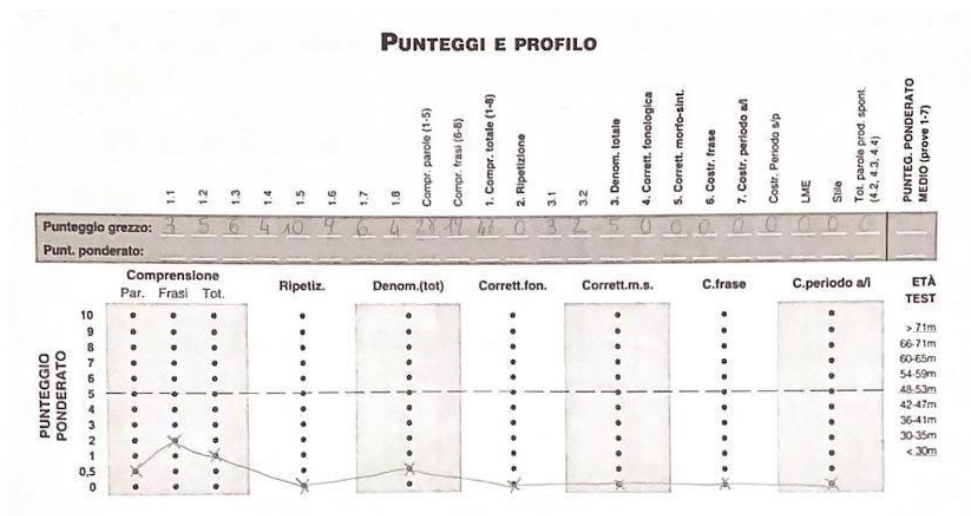 PUNTEGGI E PROFILO
1.1
1.2
1.3
1.4
1.5
1.6
1.7
1.8
Compr. parole (1-5)
Compr. frasi (6-8)
1. Compr. totale (1-8)
2. Ripetizione
3.1
3.2
3. Denom. totale
4. Corrett. fonologica
5. Corrett. morfo-sint.
6. Costr. frase
7. Costr. periodo a/l
Costr. Periodo s/p
LME
Stile
Tot. parole prod. spont.
(4.2, 4.3, 4.4)
PUNTEG. PONDERATO
MEDIO (prove 1-7)
Punteggio grezzo: 3 5 6 4 10 9 6 4 28 19 47 0 3 2 5 0 0 0 0 0 0 0 0
Punt. ponderato:
Comprensione
Par. Frasi Tot. Ripetiz. Denom.(tot) Corrett.fon. Corrett.m.s. C.frase C.periodo a/l ETÀ
TEST
PUNTEGGIO
PONDERATO
10 > 71m
9 66-71m
8 60-65m
7 54-59m
6 48-53m
5 42-47m
4 36-41m
3 30-35m
2 < 30m
1
0,5
0